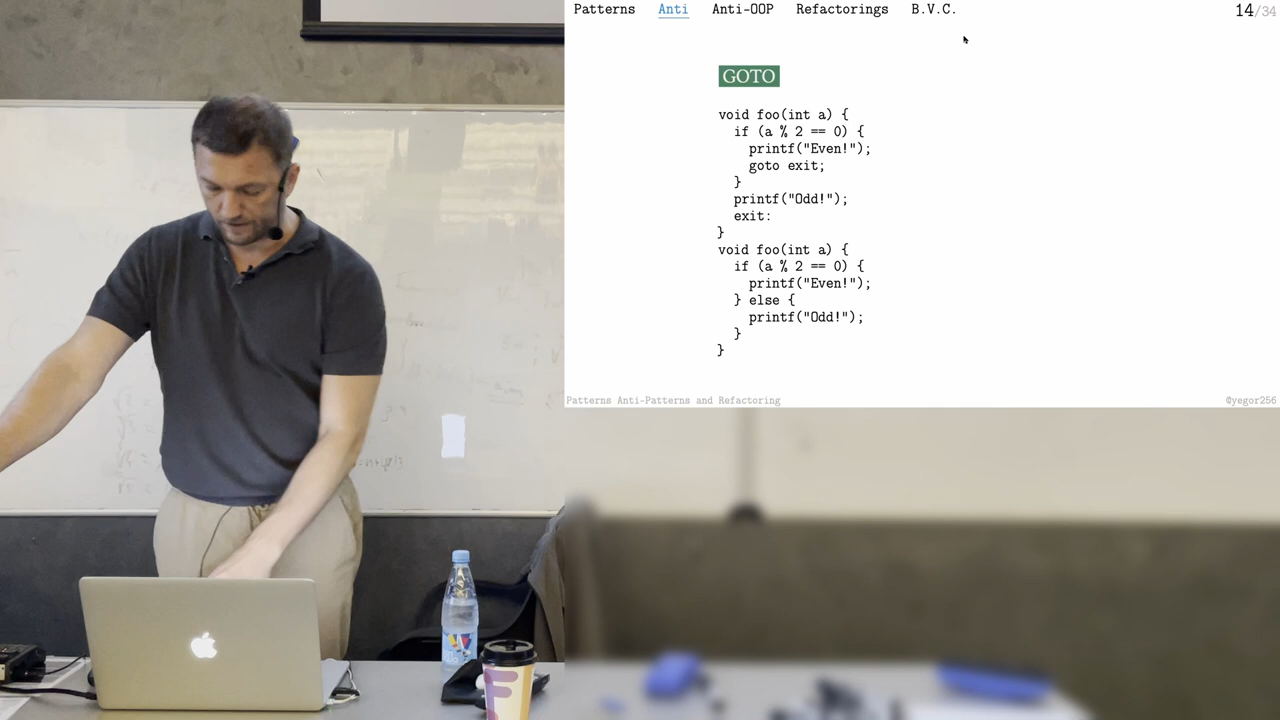 Patterns Anti Anti-OOP Refactorings B.V.C. 14/34
GOTO
void foo(int a) {
  if (a % 2 == 0) {
    printf("Even!");
    goto exit;
  }
  printf("Odd!");
  exit:
}
void foo(int a) {
  if (a % 2 == 0) {
    printf("Even!");
  } else {
    printf("Odd!");
  }
}
Patterns Anti-Patterns and Refactoring @yegor256